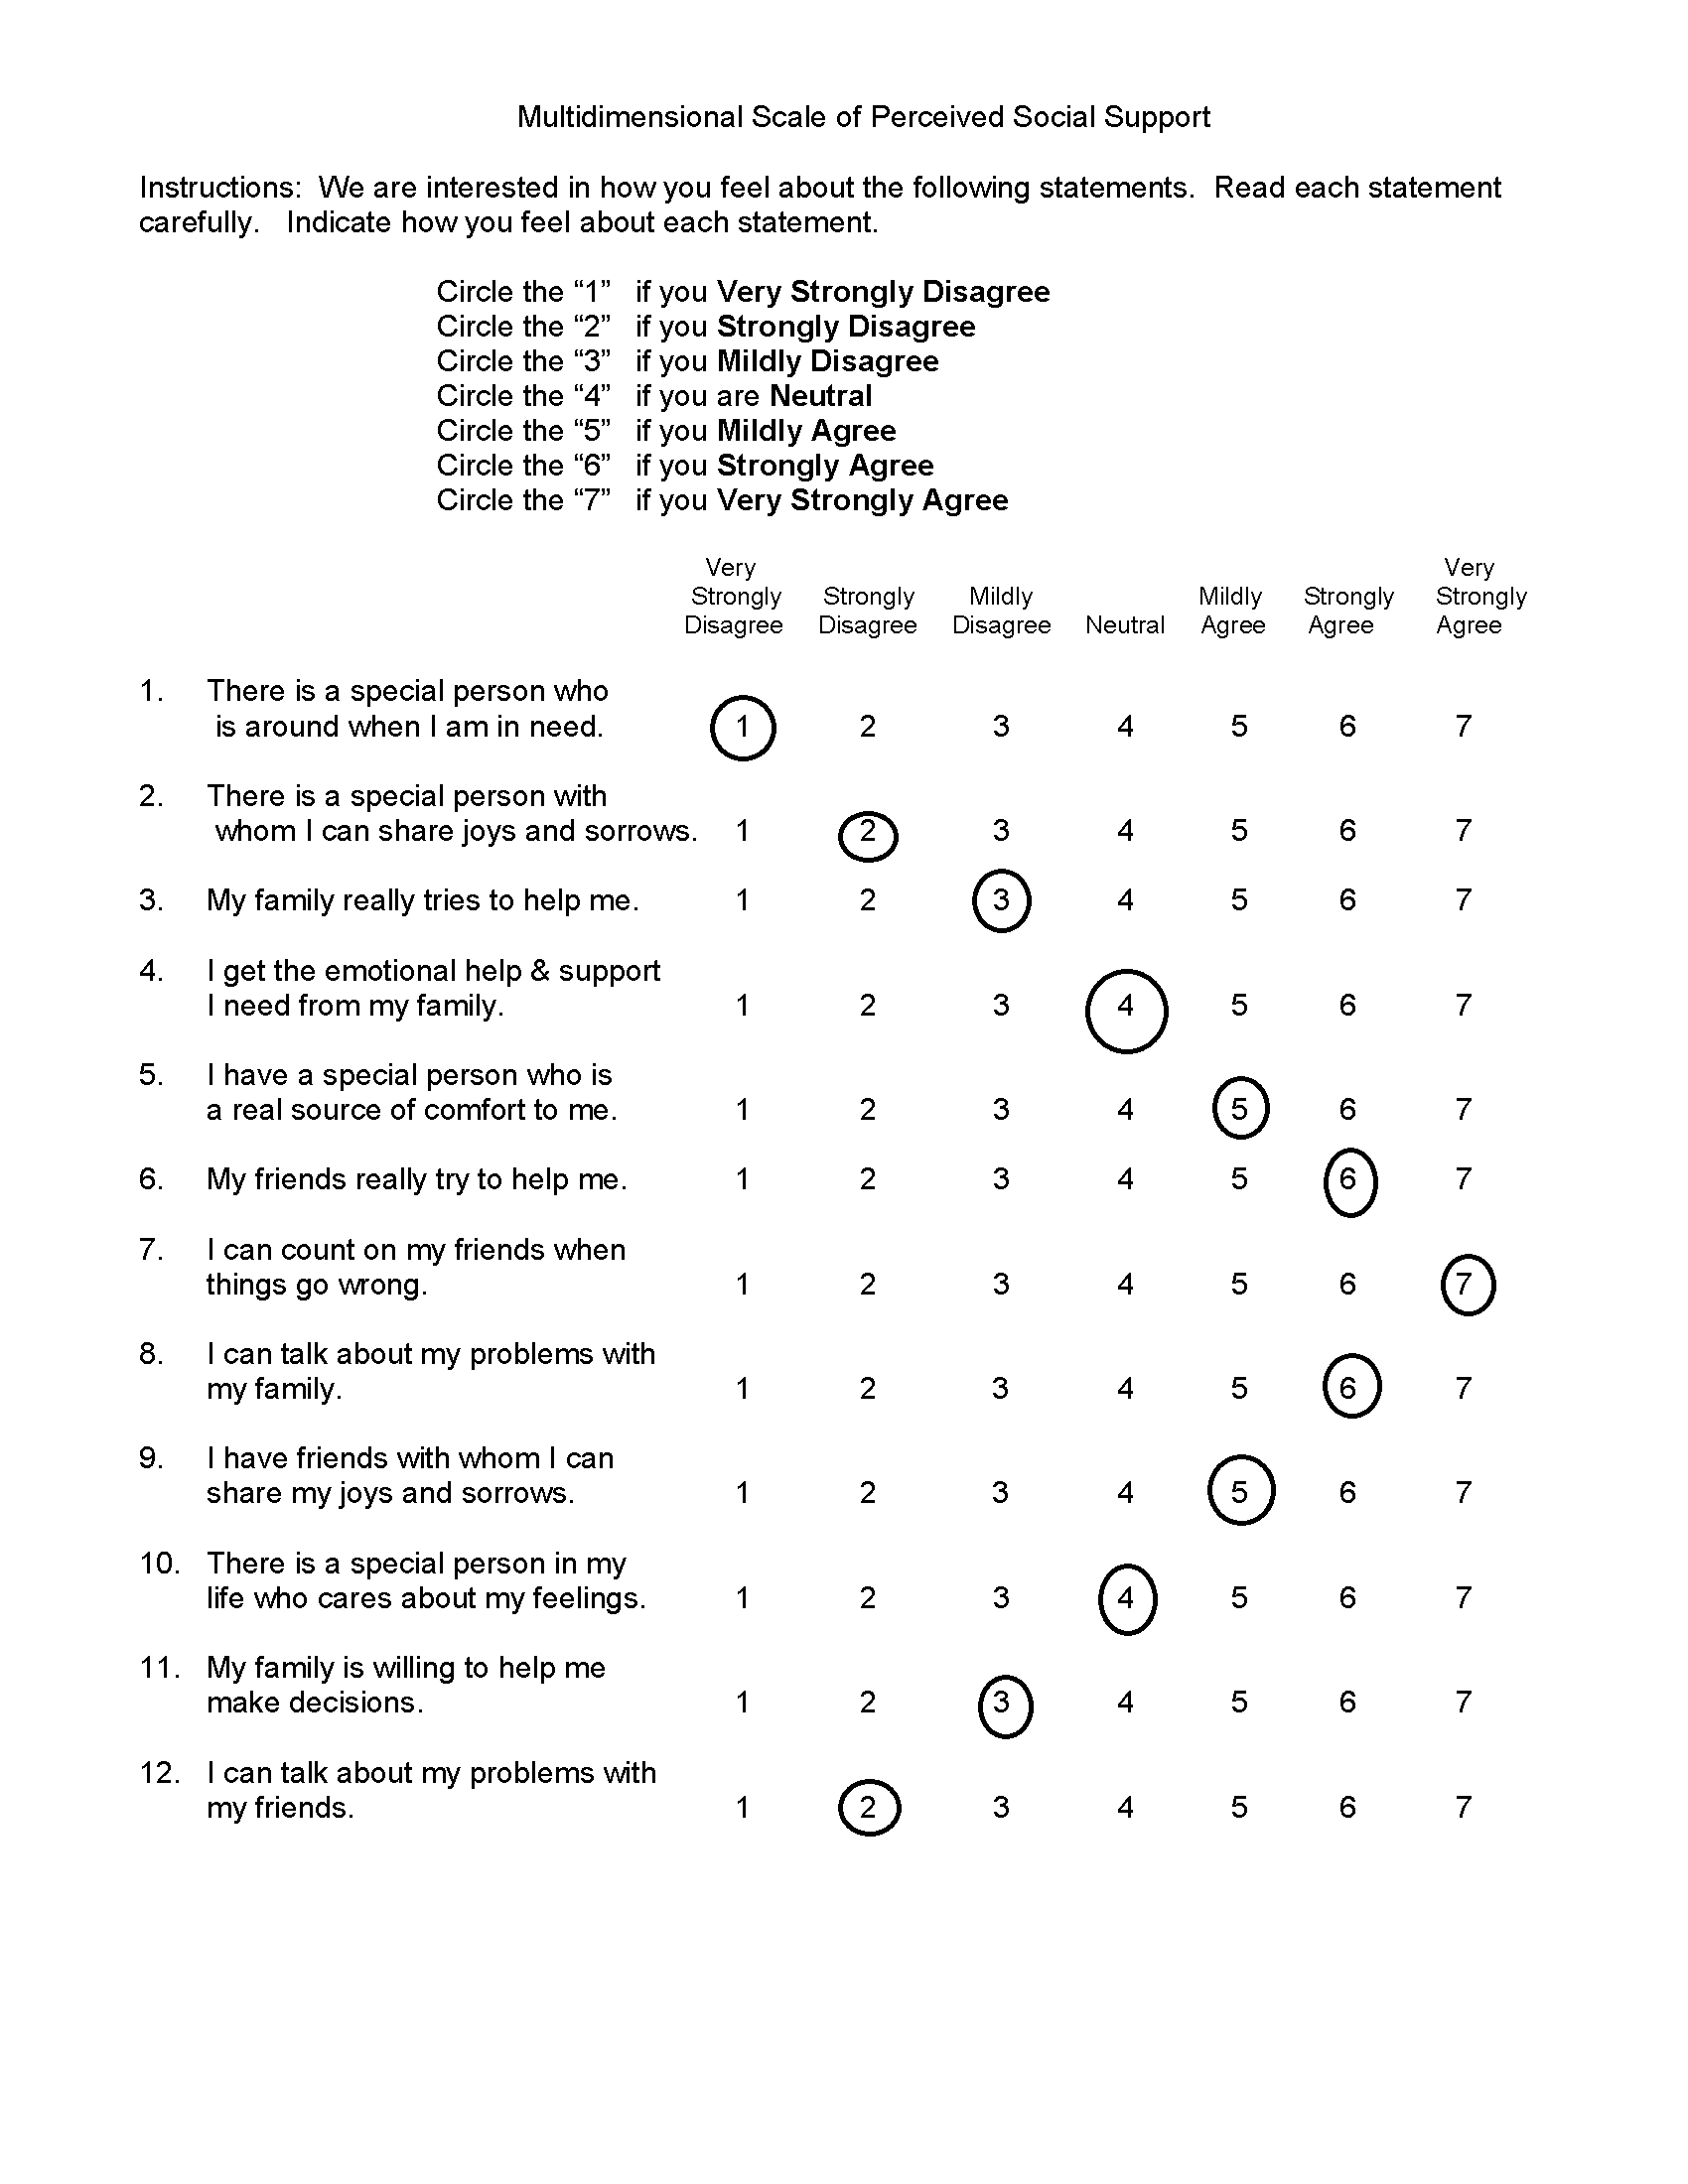 Multidimensional Scale of Perceived Social Support
Instructions:  We are interested in how you feel about the following statements.  Read each statement
carefully.   Indicate how you feel about each statement.
Circle the “1”   if you Very Strongly Disagree
Circle the “2”   if you Strongly Disagree
Circle the “3”   if you Mildly Disagree
Circle the “4”   if you are Neutral
Circle the “5”   if you Mildly Agree
Circle the “6”   if you Strongly Agree
Circle the “7”   if you Very Strongly Agree
Very Very
Strongly Strongly Mildly Mildly Strongly Strongly
Disagree Disagree Disagree Neutral Agree Agree Agree
1. There is a special person who
is around when I am in need. 1 2 3 4 5 6 7
2. There is a special person with
whom I can share joys and sorrows. 1 2 3 4 5 6 7
3. My family really tries to help me. 1 2 3 4 5 6 7
4. I get the emotional help & support
I need from my family. 1 2 3 4 5 6 7
5. I have a special person who is
a real source of comfort to me. 1 2 3 4 5 6 7
6. My friends really try to help me. 1 2 3 4 5 6 7
7. I can count on my friends when
things go wrong. 1 2 3 4 5 6 7
8. I can talk about my problems with
my family. 1 2 3 4 5 6 7
9. I have friends with whom I can
share my joys and sorrows. 1 2 3 4 5 6 7
10. There is a special person in my
life who cares about my feelings. 1 2 3 4 5 6 7
11. My family is willing to help me
make decisions. 1 2 3 4 5 6 7
12. I can talk about my problems with
my friends. 1 2 3 4 5 6 7